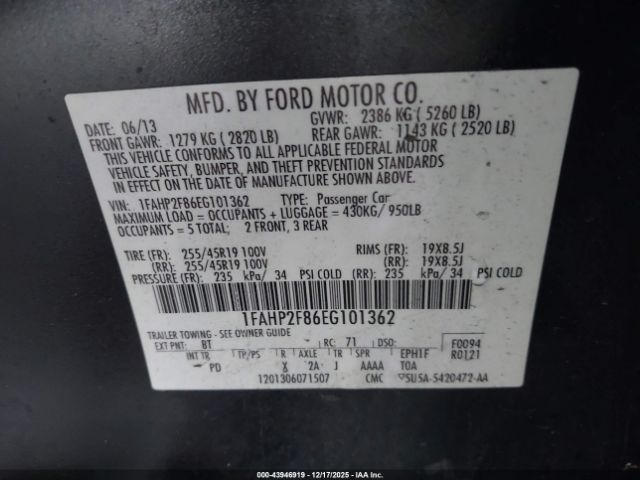 MFD. BY FORD MOTOR CO.
DATE: 06/13 GVWR: 2386 KG ( 5260 LB)
FRONT GAWR: 1279 KG ( 2820 LB) REAR GAWR: 1143 KG ( 2520 LB)
THIS VEHICLE CONFORMS TO ALL APPLICABLE FEDERAL MOTOR
VEHICLE SAFETY, BUMPER, AND THEFT PREVENTION STANDARDS
IN EFFECT ON THE DATE OF MANUFACTURE SHOWN ABOVE.
VIN: 1FAHP2F86EG101362 TYPE: Passenger Car
MAXIMUM LOAD = OCCUPANTS + LUGGAGE = 430KG/ 950LB
OCCUPANTS = 5 TOTAL; 2 FRONT, 3 REAR
TIRE (FR): 255/45R19 100V RIMS (FR): 19X8.5J
(RR): 255/45R19 100V (RR): 19X8.5J
PRESSURE (FR): 235 kPa/ 34 PSI COLD (RR): 235 kPa/ 34 PSI COLD
1FAHP2F86EG101362
TRAILER TOWING - SEE OWNER GUIDE
EXT PNT: BT RC: 71 DSO: F0094
INT TR TP/PS R AXLE TR SPR EPHIF R0121
PD 2A J AAAA TOA
1201306071507 CMC SU5A-5420472-AA
000-43946919 - 12/17/2025 - IAA Inc.